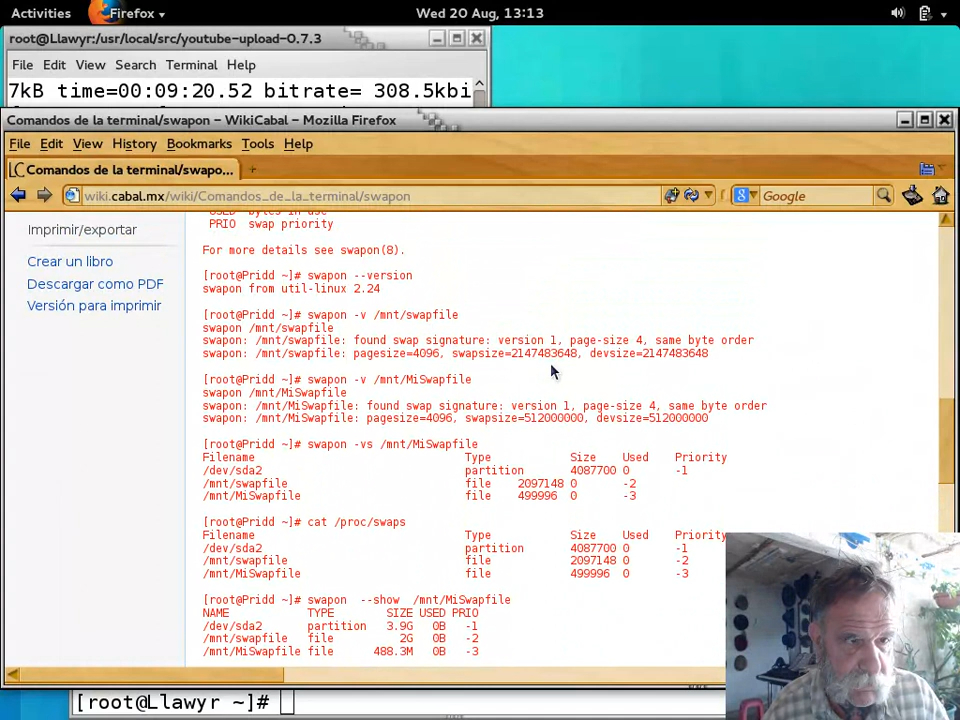 Activities Firefox Wed 20 Aug, 13:13
root@Llawyr:/usr/local/src/youtube-upload-0.7.3
File Edit View Search Terminal Help
7kB time=00:09:20.52 bitrate= 308.5kbi
Comandos de la terminal/swapon – WikiCabal – Mozilla Firefox
File Edit View History Bookmarks Tools Help
Comandos de la terminal/swapo...
wiki.cabal.mx/wiki/Comandos_de_la_terminal/swapon Google
Imprimir/exportar
Crear un libro
Descargar como PDF
Versión para imprimir
USED bytes in use
PRIO swap priority
For more details see swapon(8).
[root@Pridd ~]# swapon --version
swapon from util-linux 2.24
[root@Pridd ~]# swapon -v /mnt/swapfile
swapon /mnt/swapfile
swapon: /mnt/swapfile: found swap signature: version 1, page-size 4, same byte order
swapon: /mnt/swapfile: pagesize=4096, swapsize=2147483648, devsize=2147483648
[root@Pridd ~]# swapon -v /mnt/MiSwapfile
swapon /mnt/MiSwapfile
swapon: /mnt/MiSwapfile: found swap signature: version 1, page-size 4, same byte order
swapon: /mnt/MiSwapfile: pagesize=4096, swapsize=512000000, devsize=512000000
[root@Pridd ~]# swapon -vs /mnt/MiSwapfile
Filename Type Size Used Priority
/dev/sda2 partition 4087700 0 -1
/mnt/swapfile file 2097148 0 -2
/mnt/MiSwapfile file 499996 0 -3
[root@Pridd ~]# cat /proc/swaps
Filename Type Size Used Priority
/dev/sda2 partition 4087700 0 -1
/mnt/swapfile file 2097148 0 -2
/mnt/MiSwapfile file 499996 0 -3
[root@Pridd ~]# swapon --show /mnt/MiSwapfile
NAME TYPE SIZE USED PRIO
/dev/sda2 partition 3.9G 0B -1
/mnt/swapfile file 2G 0B -2
/mnt/MiSwapfile file 488.3M 0B -3
[root@Llawyr ~]#